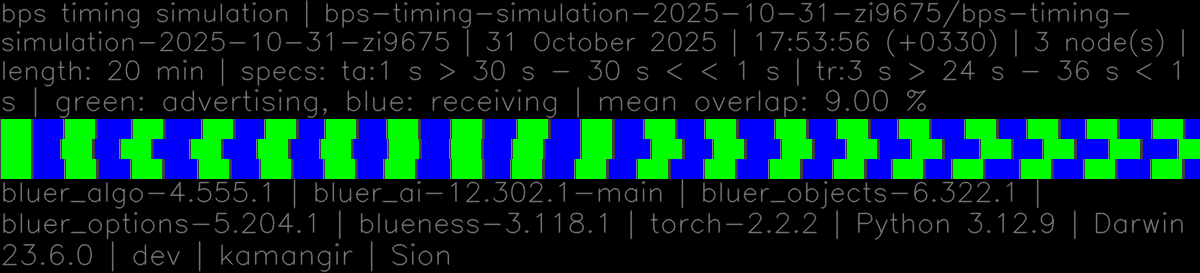 bps timing simulation | bps-timing-simulation-2025-10-31-zi9675/bps-timing-
simulation-2025-10-31-zi9675 | 31 October 2025 | 17:53:56 (+0330) | 3 node(s) |
length: 20 min | specs: ta:1 s > 30 s - 30 s < < 1 s | tr:3 s > 24 s - 36 s < 1
s | green: advertising, blue: receiving | mean overlap: 9.00 %
bluer_algo-4.555.1 | bluer_ai-12.302.1-main | bluer_objects-6.322.1 |
bluer_options-5.204.1 | blueness-3.118.1 | torch-2.2.2 | Python 3.12.9 | Darwin
23.6.0 | dev | kamangir | Sion